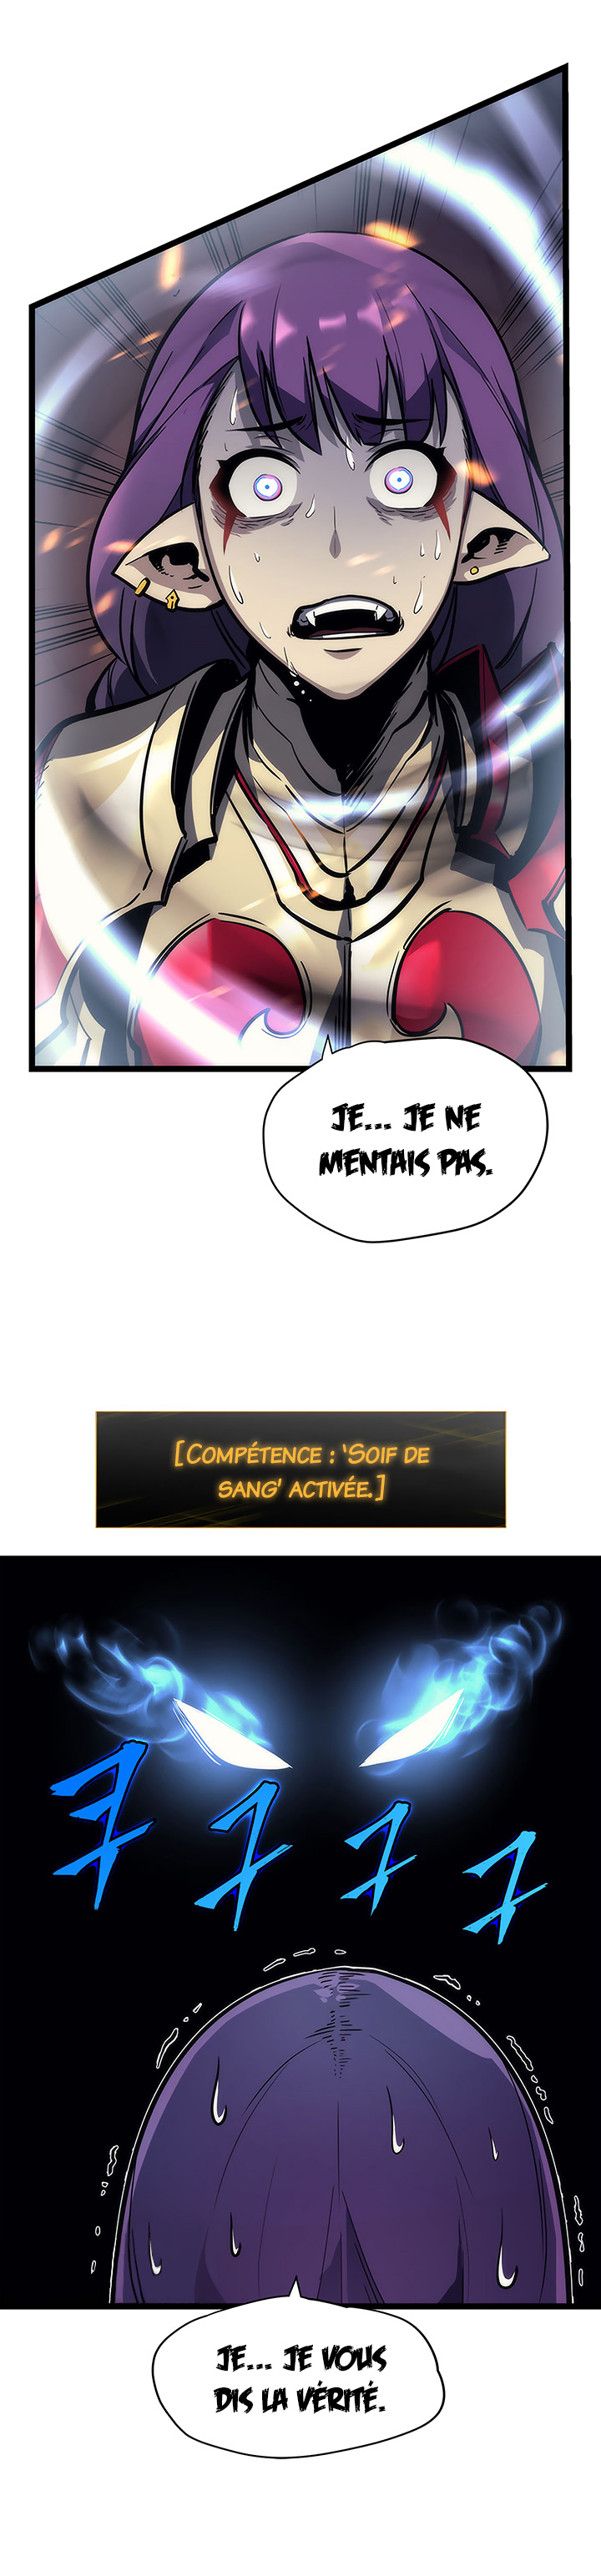 JE... JE NE
MENTAIS PAS.
[COMPÉTENCE : 'SOIF DE
SANG' ACTIVÉE.]
JE... JE VOUS
DIS LA VÉRITÉ.